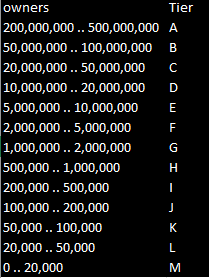 owners Tier
200,000,000 .. 500,000,000 A
50,000,000 .. 100,000,000 B
20,000,000 .. 50,000,000 C
10,000,000 .. 20,000,000 D
5,000,000 .. 10,000,000 E
2,000,000 .. 5,000,000 F
1,000,000 .. 2,000,000 G
500,000 .. 1,000,000 H
200,000 .. 500,000 I
100,000 .. 200,000 J
50,000 .. 100,000 K
20,000 .. 50,000 L
0 .. 20,000 M